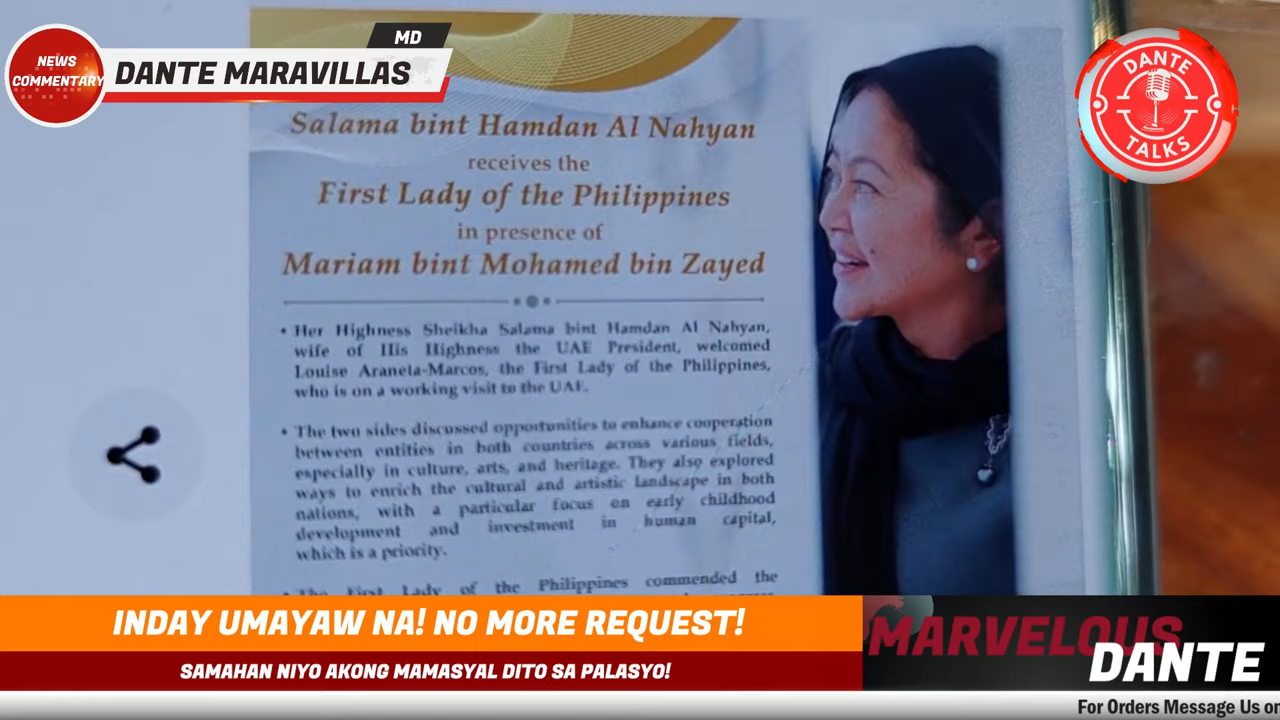 MD
NEWS
COMMENTARY
DANTE MARAVILLAS
DANTE
TALKS
Salama bint Hamdan Al Nahyan
receives the
First Lady of the Philippines
in presence of
Mariam bint Mohamed bin Zayed
• Her Highness Sheikha Salama bint Hamdan Al Nahyan,
wife of His Highness the UAE President, welcomed
Louise Araneta-Marcos, the First Lady of the Philippines,
who is on a working visit to the UAE.
• The two sides discussed opportunities to enhance cooperation
between entities in both countries across various fields,
especially in culture, arts, and heritage. They also explored
ways to enrich the cultural and artistic landscape in both
nations, with a particular focus on early childhood
development and investment in human capital,
which is a priority.
• The First Lady of the Philippines commended the
INDAY UMAYAW NA! NO MORE REQUEST!
SAMAHAN NIYO AKONG MAMASYAL DITO SA PALASYO!
MARVELOUS
DANTE
For Orders Message Us on